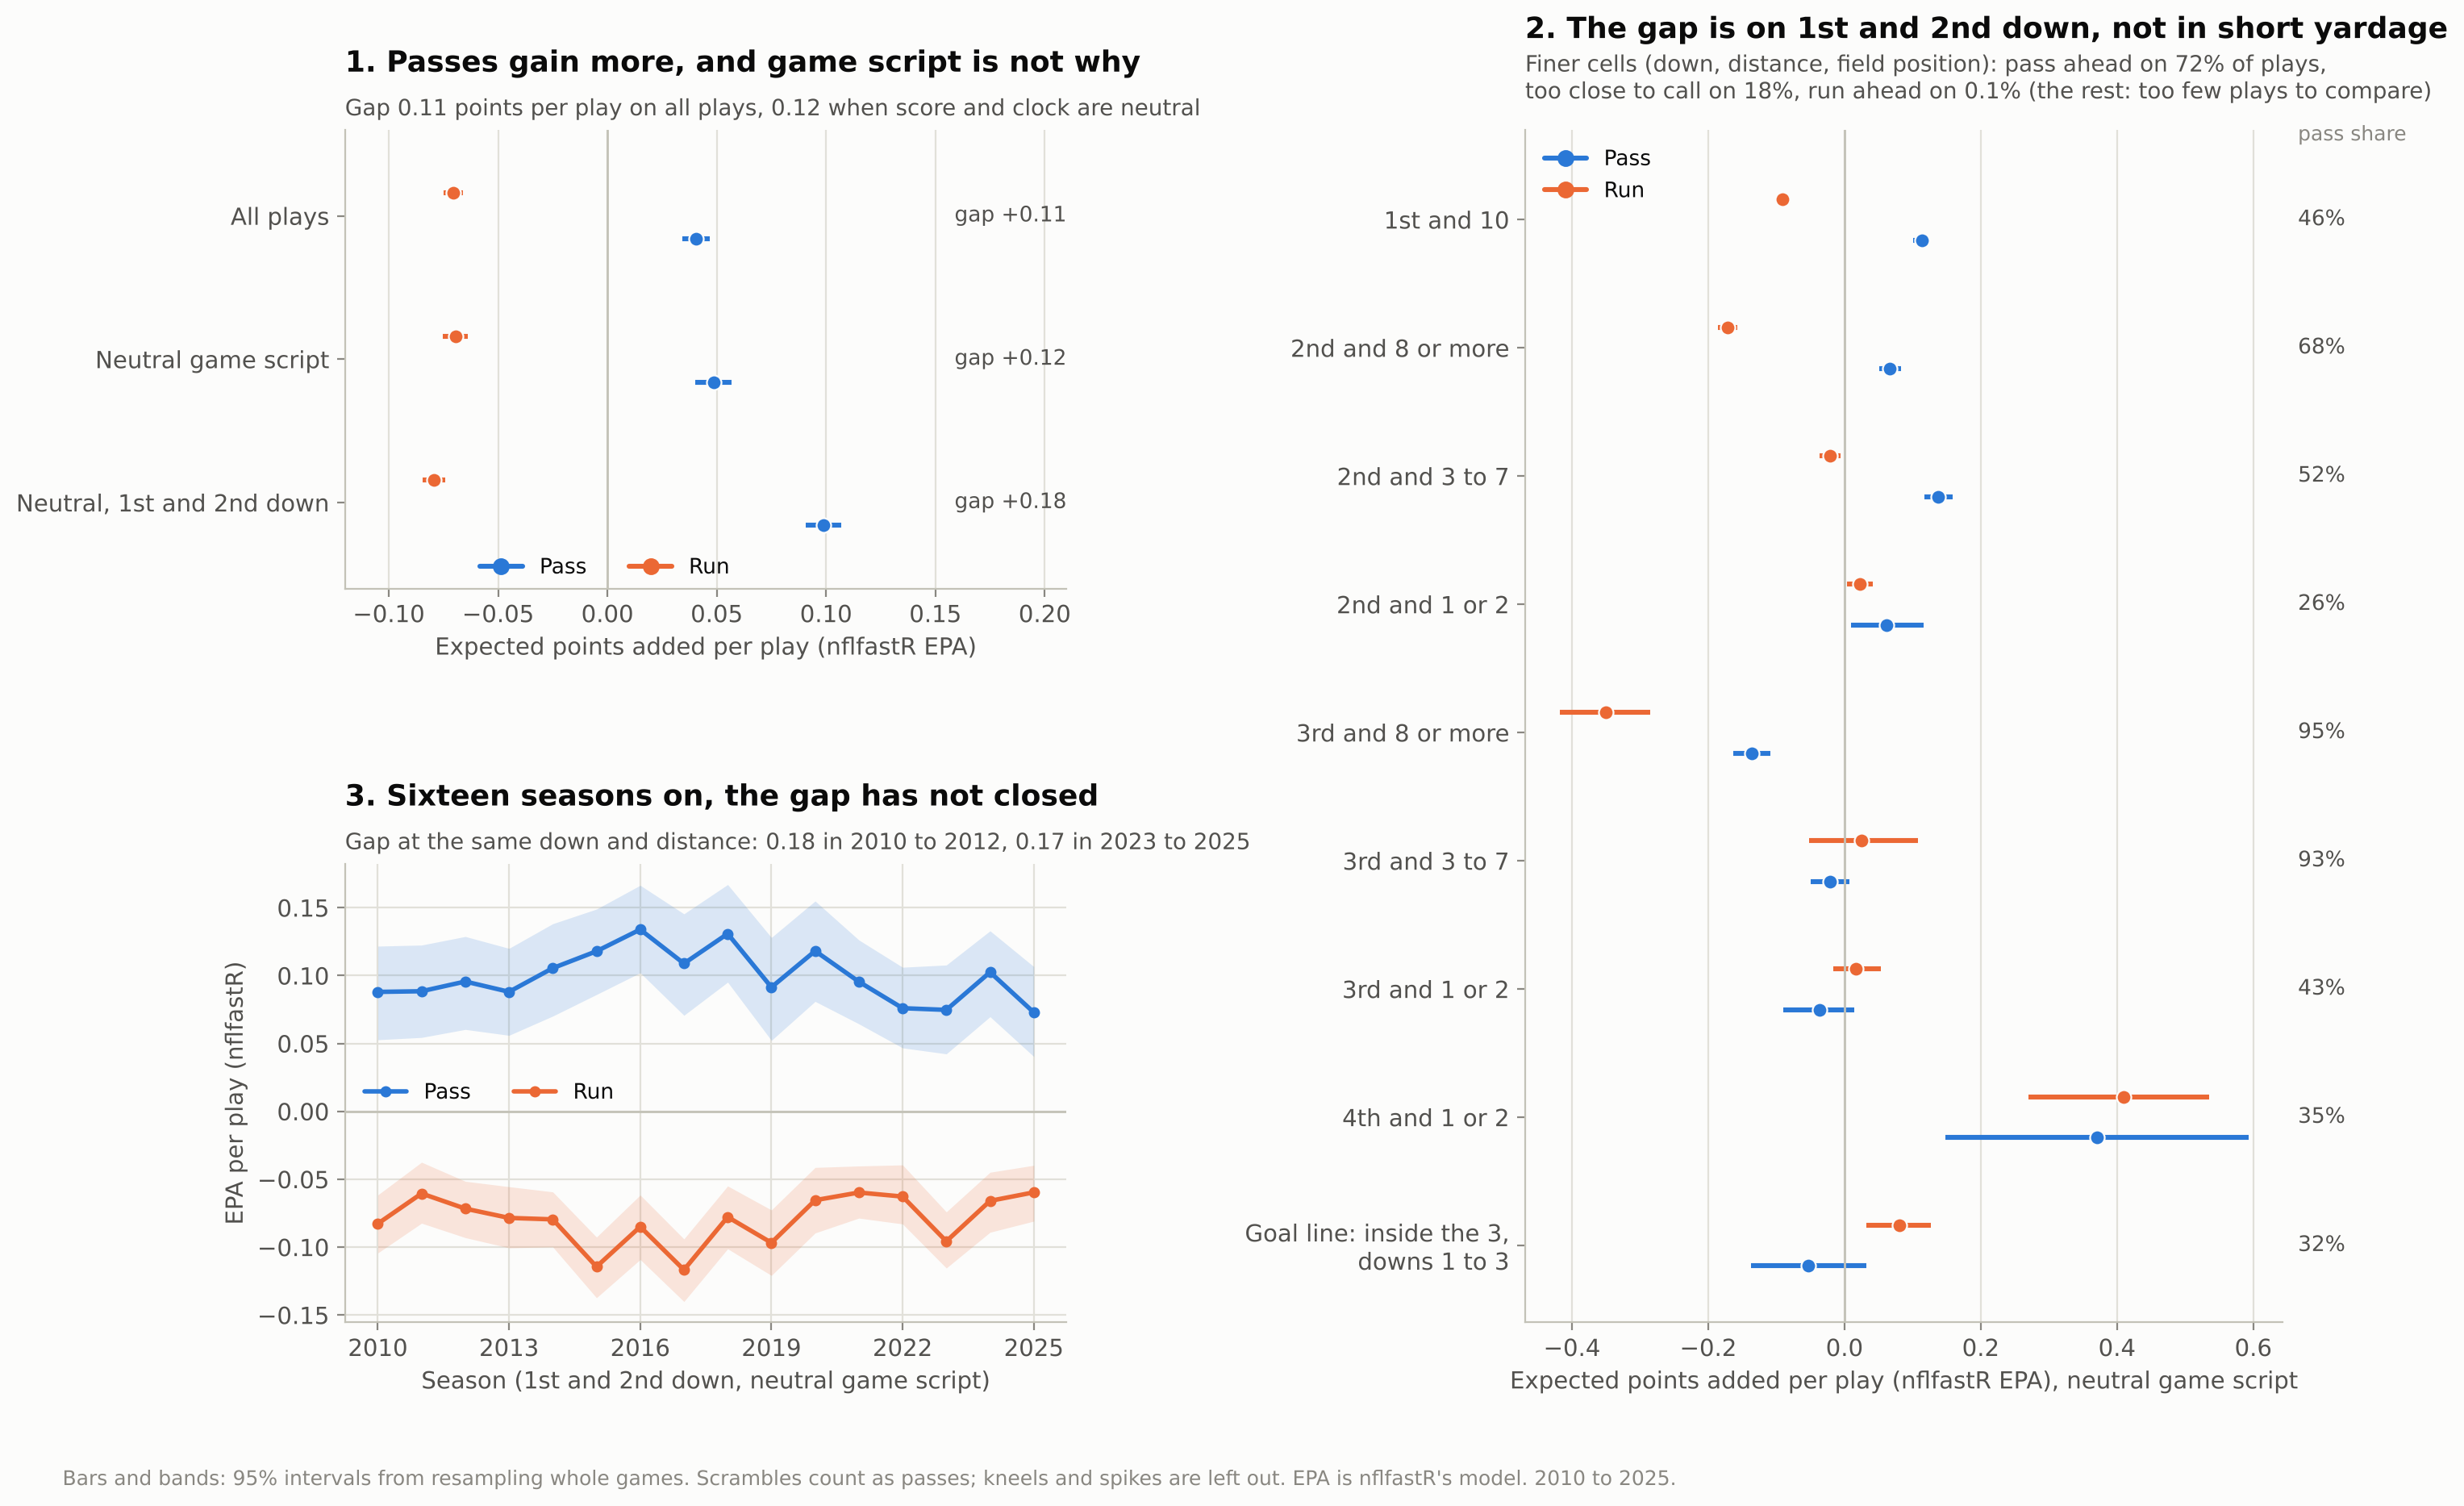 1. Passes gain more, and game script is not why
Gap 0.11 points per play on all plays, 0.12 when score and clock are neutral
All plays
gap +0.11
Neutral game script
gap +0.12
Neutral, 1st and 2nd down
gap +0.18
Pass
Run
−0.10
−0.05
0.00
0.05
0.10
0.15
0.20
Expected points added per play (nflfastR EPA)
2. The gap is on 1st and 2nd down, not in short yardage
Finer cells (down, distance, field position): pass ahead on 72% of plays,
too close to call on 18%, run ahead on 0.1% (the rest: too few plays to compare)
pass share
Pass
Run
1st and 10
46%
2nd and 8 or more
68%
2nd and 3 to 7
52%
2nd and 1 or 2
26%
3rd and 8 or more
95%
3rd and 3 to 7
93%
3rd and 1 or 2
43%
4th and 1 or 2
35%
Goal line: inside the 3,
downs 1 to 3
32%
−0.4
−0.2
0.0
0.2
0.4
0.6
Expected points added per play (nflfastR EPA), neutral game script
3. Sixteen seasons on, the gap has not closed
Gap at the same down and distance: 0.18 in 2010 to 2012, 0.17 in 2023 to 2025
EPA per play (nflfastR)
0.15
0.10
0.05
0.00
−0.05
−0.10
−0.15
Pass
Run
2010
2013
2016
2019
2022
2025
Season (1st and 2nd down, neutral game script)
Bars and bands: 95% intervals from resampling whole games. Scrambles count as passes; kneels and spikes are left out. EPA is nflfastR's model. 2010 to 2025.